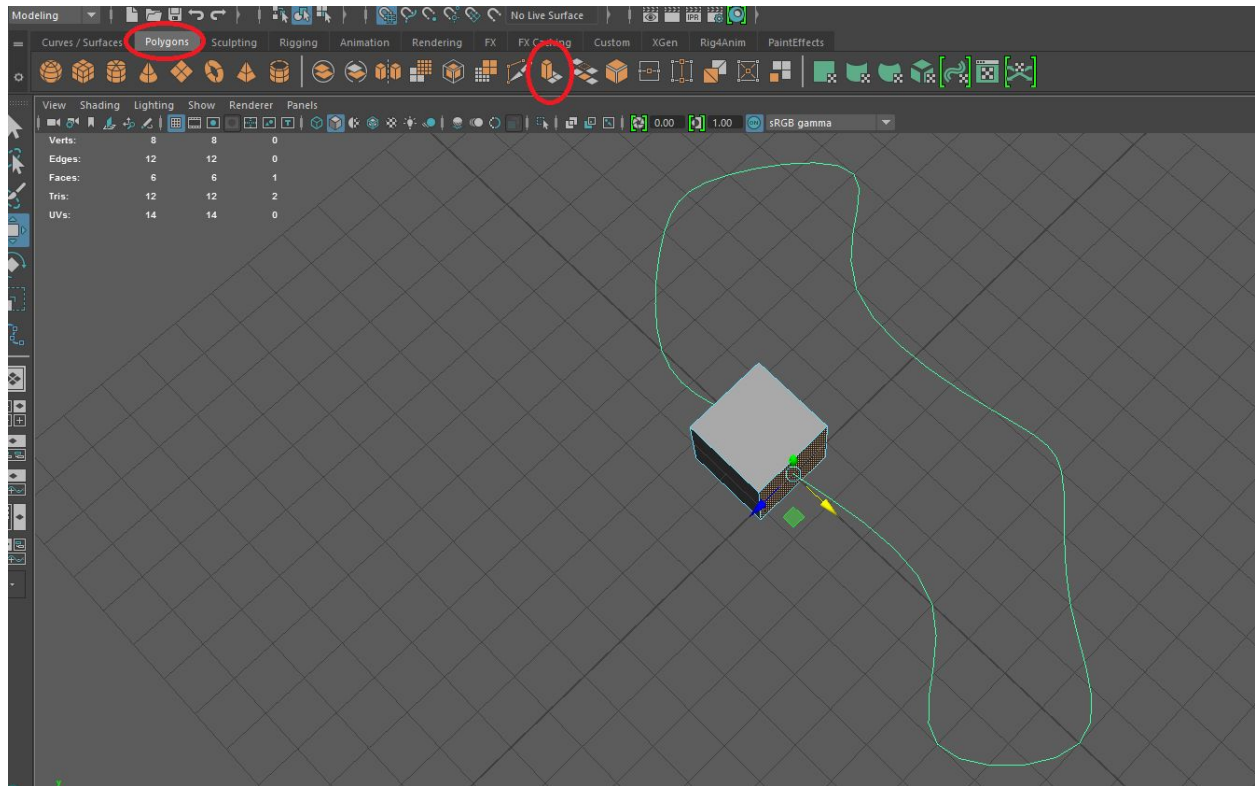 Modeling No Live Surface IPR
Curves / Surfaces Polygons Sculpting Rigging Animation Rendering FX FX Caching Custom XGen Rig4Anim PaintEffects
View Shading Lighting Show Renderer Panels
0.00 1.00 ON sRGB gamma
Verts: 8 8 0
Edges: 12 12 0
Faces: 6 6 1
Tris: 12 12 2
UVs: 14 14 0